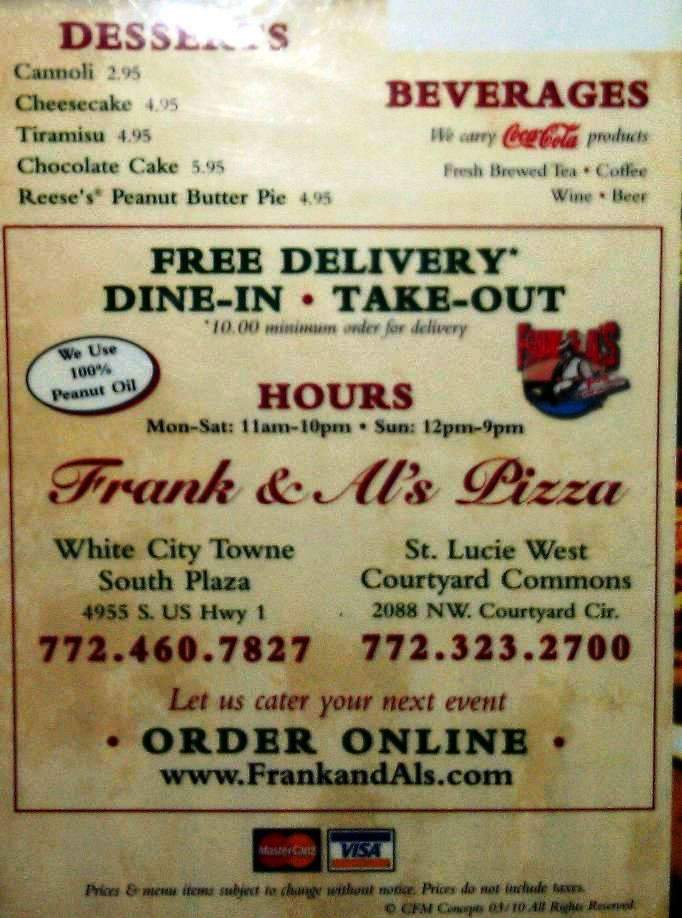 DESSERTS
Cannoli 2.95
Cheesecake 4.95
Tiramisu 4.95
Chocolate Cake 5.95
Reese's® Peanut Butter Pie 4.95
BEVERAGES
We carry Coca-Cola products
Fresh Brewed Tea • Coffee
Wine • Beer
FREE DELIVERY*
DINE-IN • TAKE-OUT
*10.00 minimum order for delivery
We Use
100%
Peanut Oil
FRANK & AL'S
HOURS
Mon-Sat: 11am-10pm • Sun: 12pm-9pm
Frank & Al's Pizza
White City Towne
South Plaza
4955 S. US Hwy 1
772.460.7827
St. Lucie West
Courtyard Commons
2088 NW. Courtyard Cir.
772.323.2700
Let us cater your next event
• ORDER ONLINE •
www.FrankandAls.com
MasterCard VISA
Prices & menu items subject to change without notice. Prices do not include taxes.
© CFM Concepts 03/10 All Rights Reserved.